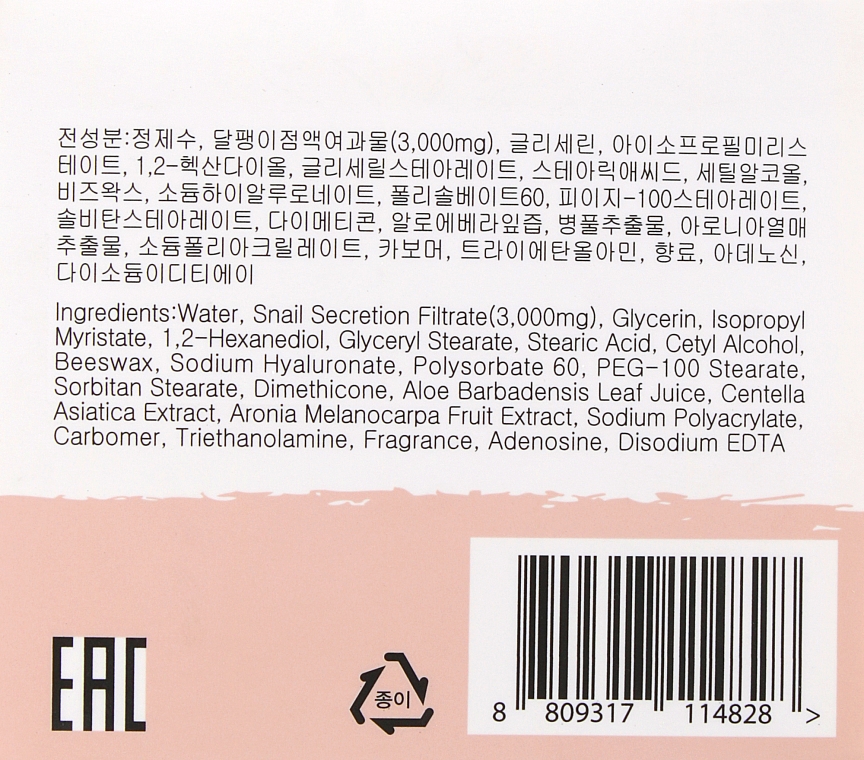 전성분:정제수, 달팽이점액여과물(3,000mg), 글리세린, 아이소프로필미리스
테이트, 1,2-헥산다이올, 글리세릴스테아레이트, 스테아릭애씨드, 세틸알코올,
비즈왁스, 소듐하이알루로네이트, 폴리솔베이트60, 피이지-100스테아레이트,
솔비탄스테아레이트, 다이메티콘, 알로에베라잎즙, 병풀추출물, 아로니아열매
추출물, 소듐폴리아크릴레이트, 카보머, 트라이에탄올아민, 향료, 아데노신,
다이소듐이디티에이
Ingredients:Water, Snail Secretion Filtrate(3,000mg), Glycerin, Isopropyl
Myristate, 1,2-Hexanediol, Glyceryl Stearate, Stearic Acid, Cetyl Alcohol,
Beeswax, Sodium Hyaluronate, Polysorbate 60, PEG-100 Stearate,
Sorbitan Stearate, Dimethicone, Aloe Barbadensis Leaf Juice, Centella
Asiatica Extract, Aronia Melanocarpa Fruit Extract, Sodium Polyacrylate,
Carbomer, Triethanolamine, Fragrance, Adenosine, Disodium EDTA
EAC
종이
8 809317 114828 >